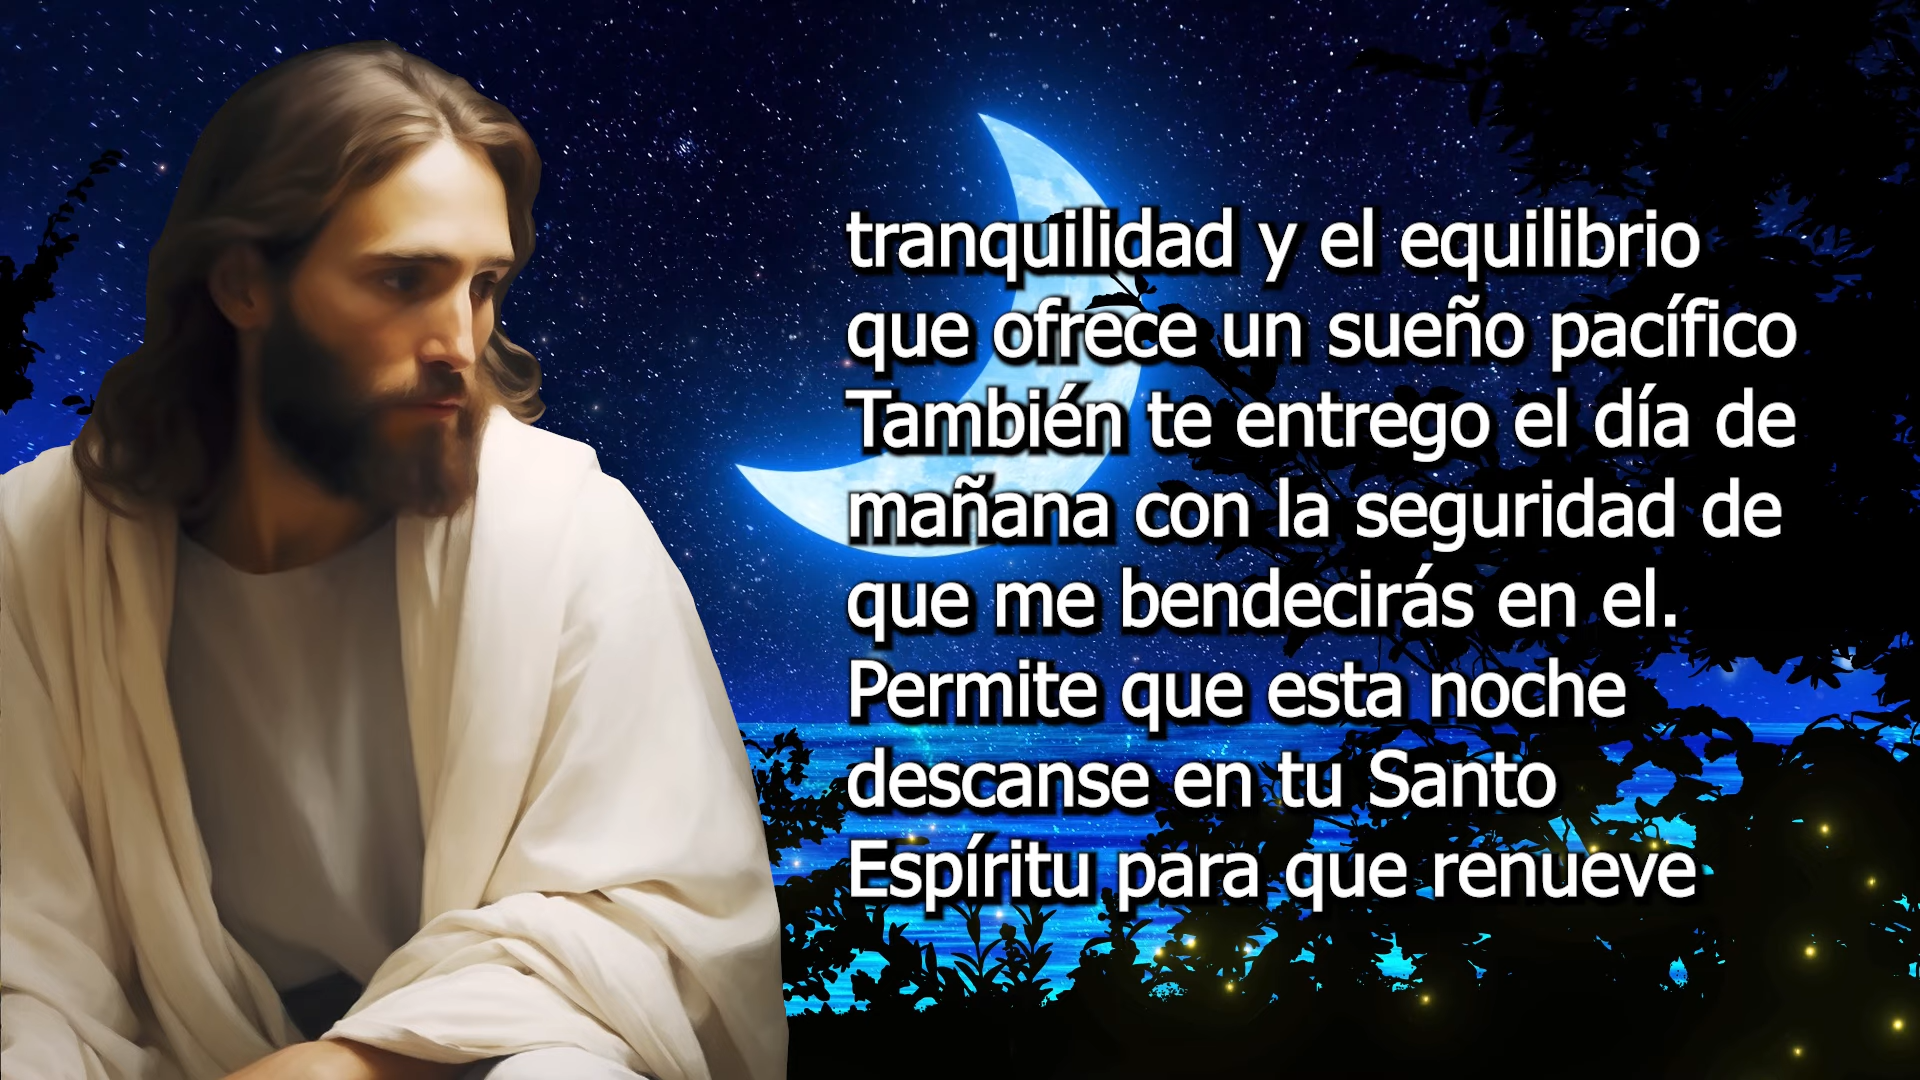 tranquilidad y el equilibrio
que ofrece un sueño pacífico
También te entrego el día de
mañana con la seguridad de
que me bendecirás en el.
Permite que esta noche
descanse en tu Santo
Espíritu para que renueve